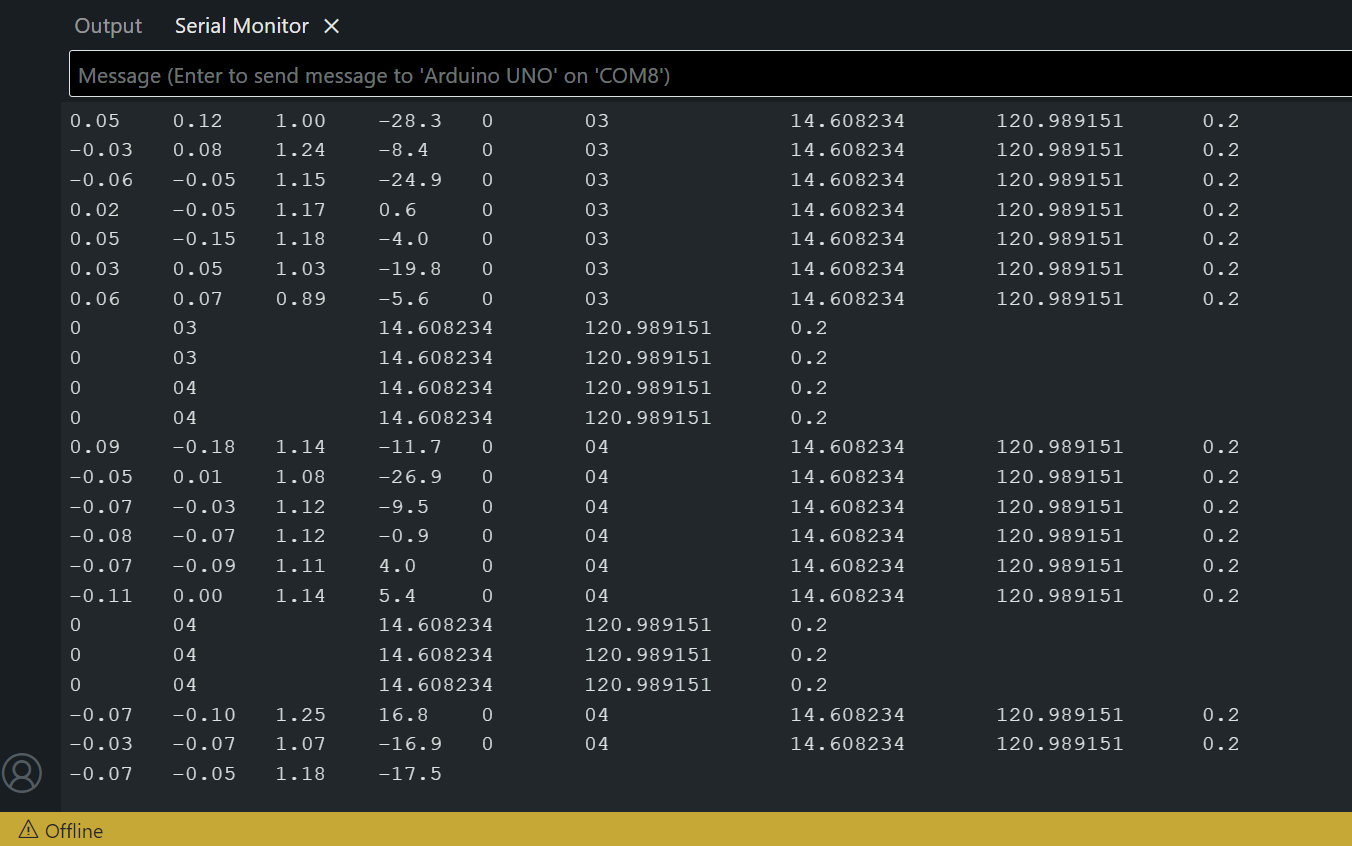 Output Serial Monitor ×
Message (Enter to send message to 'Arduino UNO' on 'COM8')
0.05 0.12 1.00 -28.3 0 03 14.608234 120.989151 0.2
-0.03 0.08 1.24 -8.4 0 03 14.608234 120.989151 0.2
-0.06 -0.05 1.15 -24.9 0 03 14.608234 120.989151 0.2
0.02 -0.05 1.17 0.6 0 03 14.608234 120.989151 0.2
0.05 -0.15 1.18 -4.0 0 03 14.608234 120.989151 0.2
0.03 0.05 1.03 -19.8 0 03 14.608234 120.989151 0.2
0.06 0.07 0.89 -5.6 0 03 14.608234 120.989151 0.2
0 03 14.608234 120.989151 0.2
0 03 14.608234 120.989151 0.2
0 04 14.608234 120.989151 0.2
0 04 14.608234 120.989151 0.2
0.09 -0.18 1.14 -11.7 0 04 14.608234 120.989151 0.2
-0.05 0.01 1.08 -26.9 0 04 14.608234 120.989151 0.2
-0.07 -0.03 1.12 -9.5 0 04 14.608234 120.989151 0.2
-0.08 -0.07 1.12 -0.9 0 04 14.608234 120.989151 0.2
-0.07 -0.09 1.11 4.0 0 04 14.608234 120.989151 0.2
-0.11 0.00 1.14 5.4 0 04 14.608234 120.989151 0.2
0 04 14.608234 120.989151 0.2
0 04 14.608234 120.989151 0.2
0 04 14.608234 120.989151 0.2
-0.07 -0.10 1.25 16.8 0 04 14.608234 120.989151 0.2
-0.03 -0.07 1.07 -16.9 0 04 14.608234 120.989151 0.2
-0.07 -0.05 1.18 -17.5
Offline